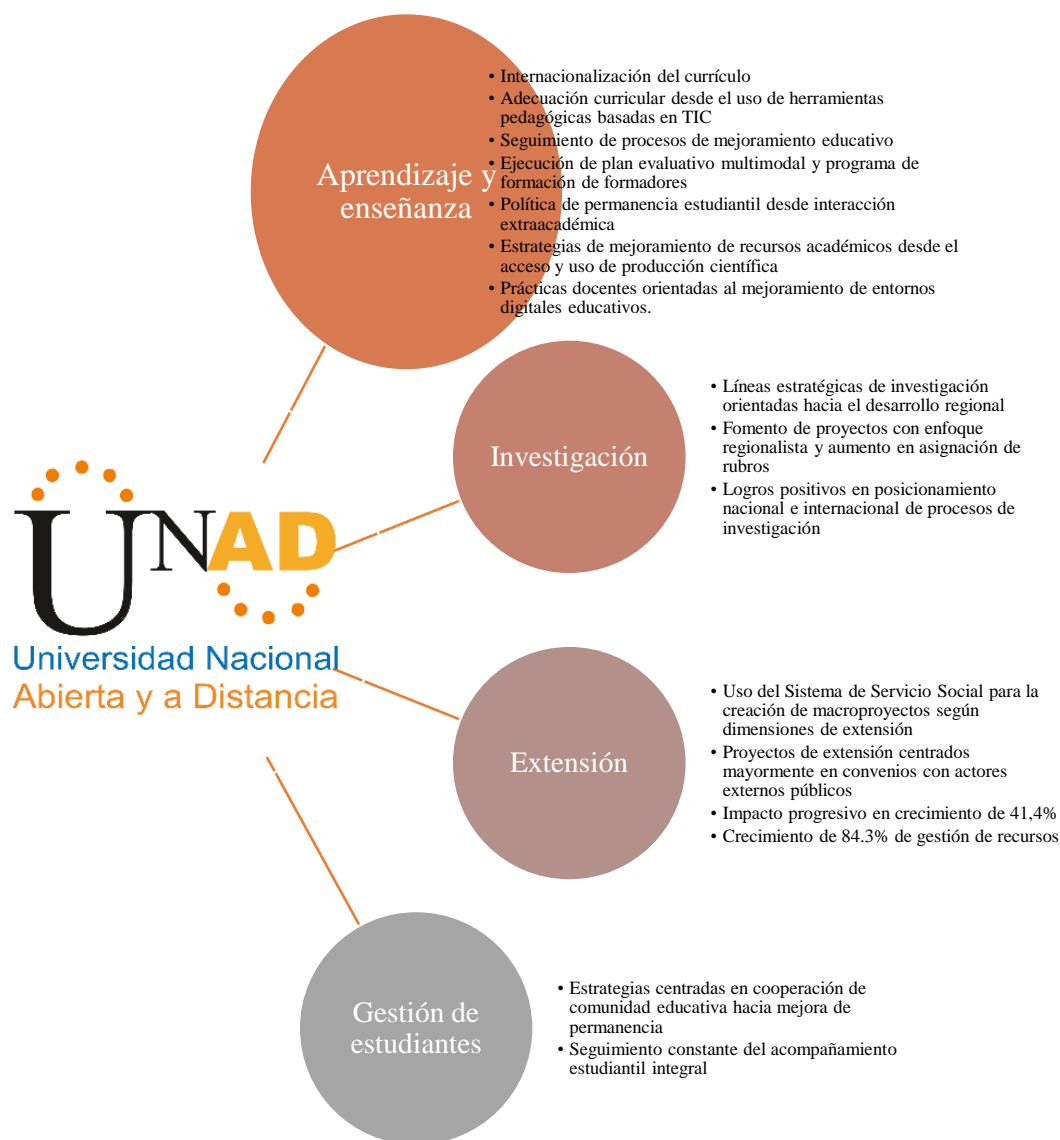 Aprendizaje y
enseñanza
• Internacionalización del currículo
• Adecuación curricular desde el uso de herramientas
pedagógicas basadas en TIC
• Seguimiento de procesos de mejoramiento educativo
• Ejecución de plan evaluativo multimodal y programa de
formación de formadores
• Política de permanencia estudiantil desde interacción
extraacadémica
• Estrategias de mejoramiento de recursos académicos desde el
acceso y uso de producción científica
• Prácticas docentes orientadas al mejoramiento de entornos
digitales educativos.
Investigación
• Líneas estratégicas de investigación
orientadas hacia el desarrollo regional
• Fomento de proyectos con enfoque
regionalista y aumento en asignación de
rubros
• Logros positivos en posicionamiento
nacional e internacional de procesos de
investigación
UNAD
Universidad Nacional
Abierta y a Distancia
Extensión
• Uso del Sistema de Servicio Social para la
creación de macroproyectos según
dimensiones de extensión
• Proyectos de extensión centrados
mayormente en convenios con actores
externos públicos
• Impacto progresivo en crecimiento de 41,4%
• Crecimiento de 84.3% de gestión de recursos
Gestión de
estudiantes
• Estrategias centradas en cooperación de
comunidad educativa hacia mejora de
permanencia
• Seguimiento constante del acompañamiento
estudiantil integral